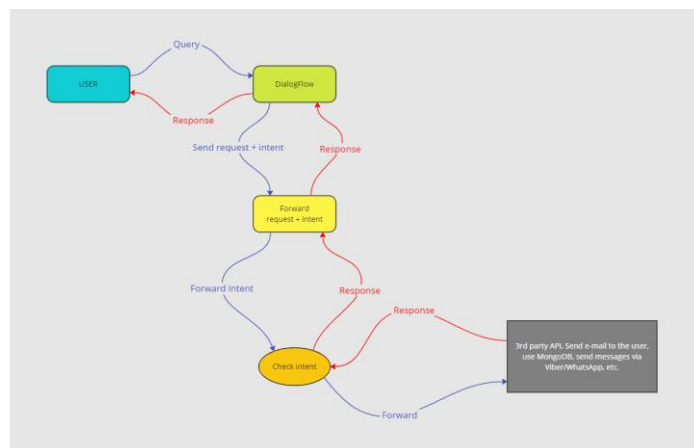 Query
USER
DialogFlow
Response
Send request + intent
Response
Forward
request + intent
Forward Intent
Response
Response
3rd party API. Send e-mail to the user,
use MongoDB, send messages via
Viber/WhatsApp, etc.
Check intent
Forward